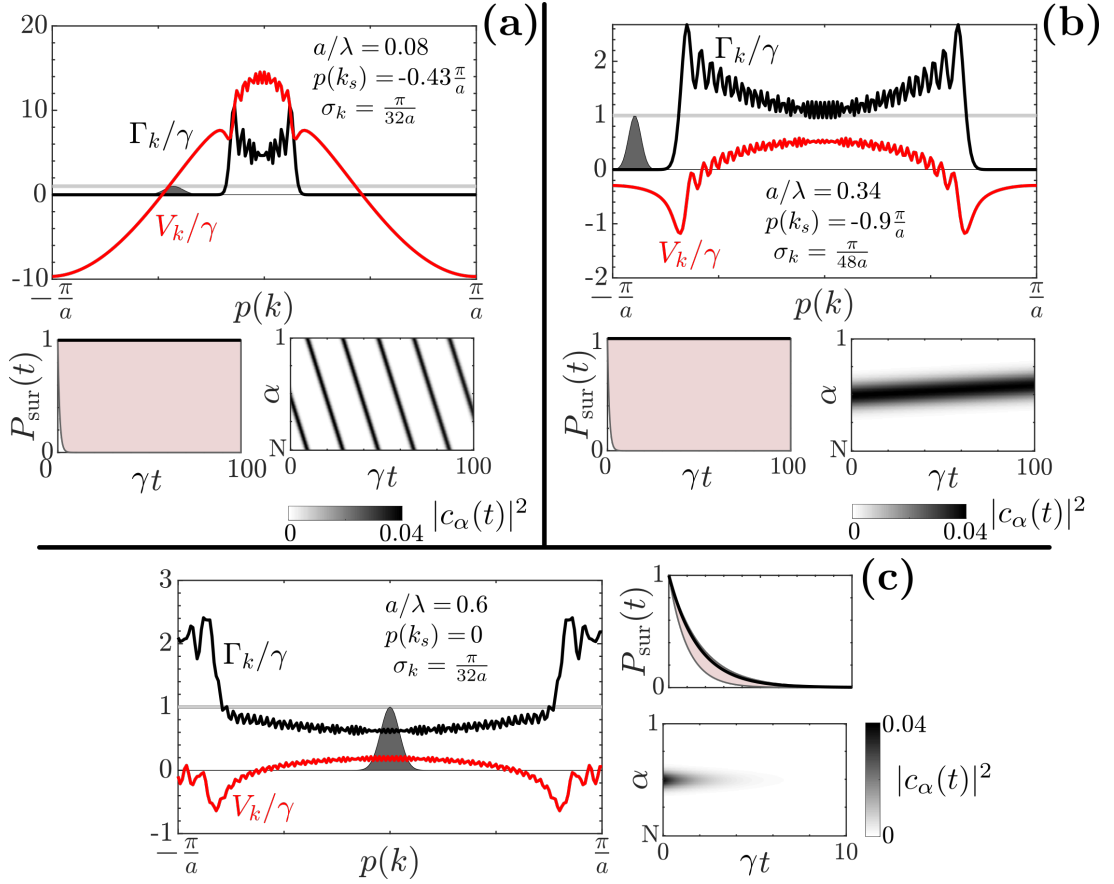 (a)
20
10
0
-10
a/λ = 0.08
p(k_s) = -0.43 π/a
σ_k = π/32a
Γ_k/γ
V_k/γ
-π/a
p(k)
π/a
P_sur(t)
1
0
γt
100
α
1
N
0
γt
100
0
0.04
|c_α(t)|²
(b)
2
1
0
-1
-2
Γ_k/γ
a/λ = 0.34
p(k_s) = -0.9 π/a
σ_k = π/48a
V_k/γ
-π/a
p(k)
π/a
P_sur(t)
1
0
γt
100
α
1
N
0
γt
100
0
0.04
|c_α(t)|²
(c)
3
2
1
0
-1
a/λ = 0.6
p(k_s) = 0
σ_k = π/32a
Γ_k/γ
V_k/γ
-π/a
p(k)
π/a
P_sur(t)
1
0
α
1
N
0
γt
10
0.04
0
|c_α(t)|²